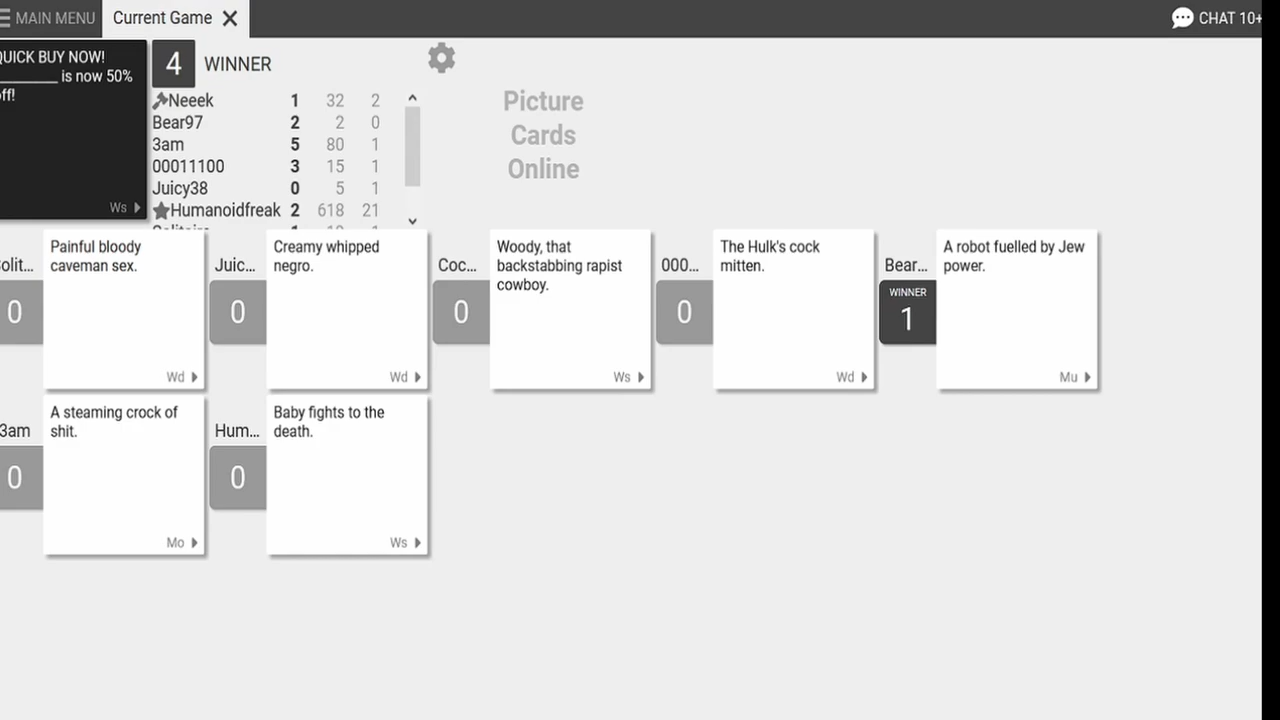 MAIN MENU
Current Game
CHAT 10+
QUICK BUY NOW!
is now 50%
off!
Ws
4 WINNER
Neeek 1 32 2
Bear97 2 2 0
3am 5 80 1
00011100 3 15 1
Juicy38 0 5 1
Humanoidfreak 2 618 21
Picture
Cards
Online
olit...
0
Painful bloody
caveman sex.
Wd
Juic...
0
Creamy whipped
negro.
Wd
Coc...
0
Woody, that
backstabbing rapist
cowboy.
Ws
000...
0
The Hulk's cock
mitten.
Wd
Bear...
WINNER
1
A robot fuelled by Jew
power.
Mu
3am
0
A steaming crock of
shit.
Mo
Hum...
0
Baby fights to the
death.
Ws